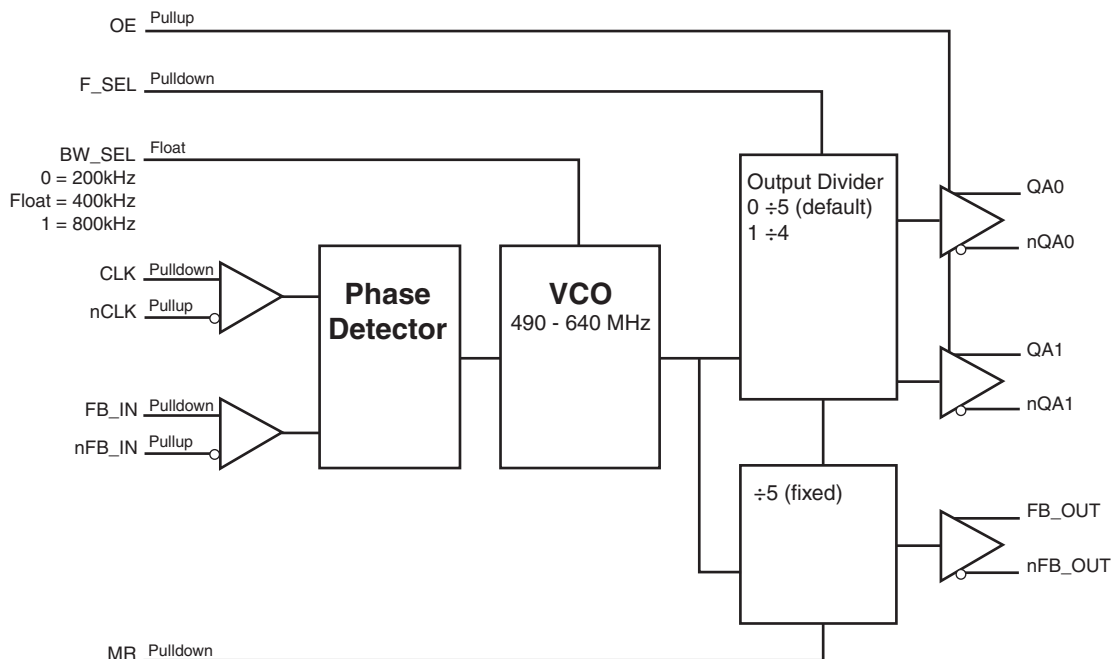 OE Pullup
F_SEL Pulldown
BW_SEL Float
0 = 200kHz
Float = 400kHz
1 = 800kHz
CLK Pulldown
nCLK Pullup
FB_IN Pulldown
nFB_IN Pullup
Phase
Detector
VCO
490 - 640 MHz
Output Divider
0 ÷5 (default)
1 ÷4
÷5 (fixed)
QA0
nQA0
QA1
nQA1
FB_OUT
nFB_OUT
MR Pulldown